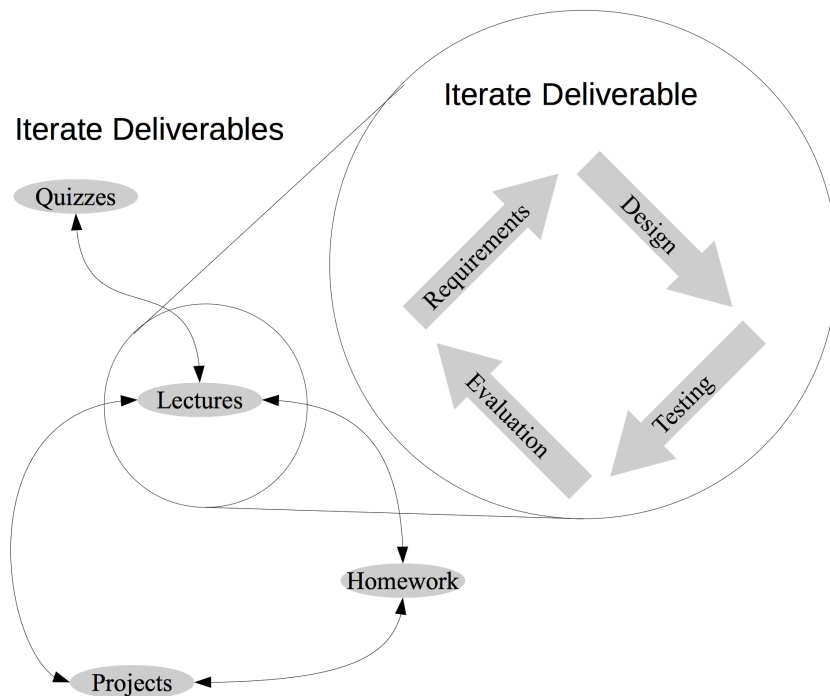 Iterate Deliverable
Iterate Deliverables
Quizzes
Requirements
Design
Testing
Evaluation
Lectures
Homework
Projects